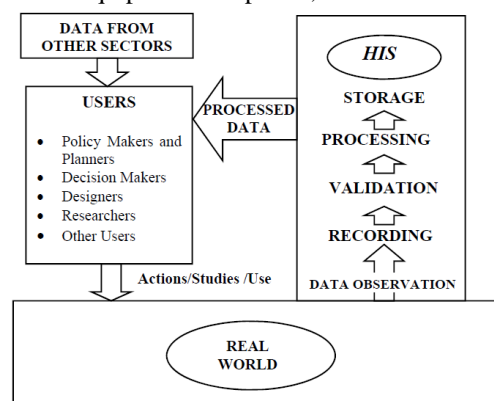 DATA FROM
OTHER SECTORS
USERS
• Policy Makers and
Planners
• Decision Makers
• Designers
• Researchers
• Other Users
PROCESSED
DATA
HIS
STORAGE
PROCESSING
VALIDATION
RECORDING
DATA OBSERVATION
Actions/Studies /Use
REAL
WORLD